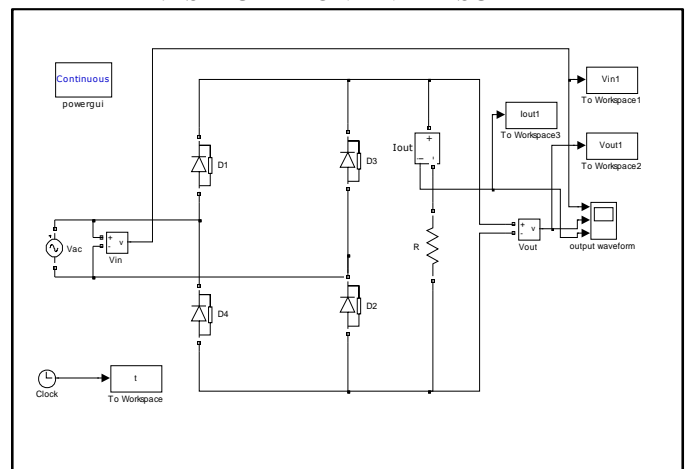 Continuous
powergui
Vin1
To Workspace1
Iout1
To Workspace3
Vout1
To Workspace2
D1
D3
Iout
+
-
i
R
Vac
+
-
v
Vin
+
-
v
Vout
output waveform
D4
D2
Clock
t
To Workspace